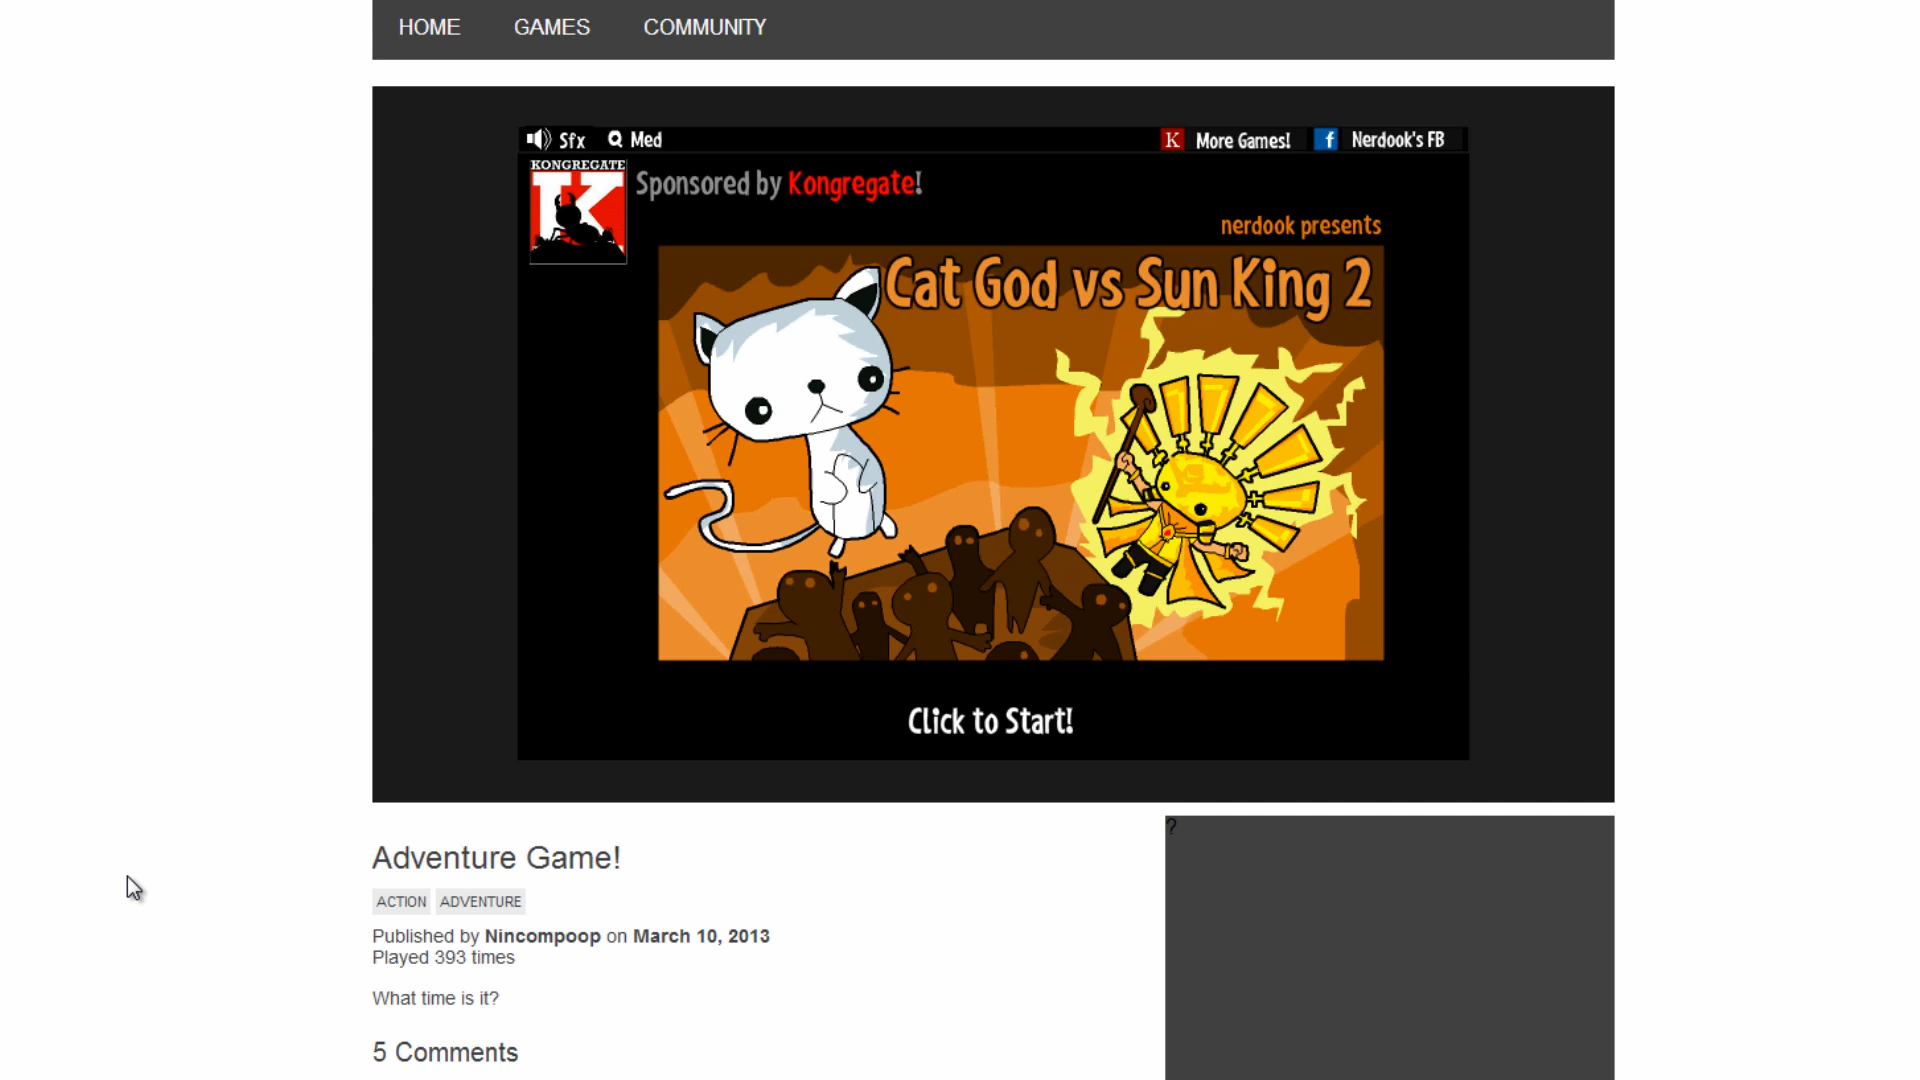 HOME GAMES COMMUNITY
Sfx Med K More Games! f Nerdook's FB
KONGREGATE
K
Sponsored by Kongregate!
nerdook presents
Cat God vs Sun King 2
Click to Start!
?
Adventure Game!
ACTION ADVENTURE
Published by Nincompoop on March 10, 2013
Played 393 times
What time is it?
5 Comments